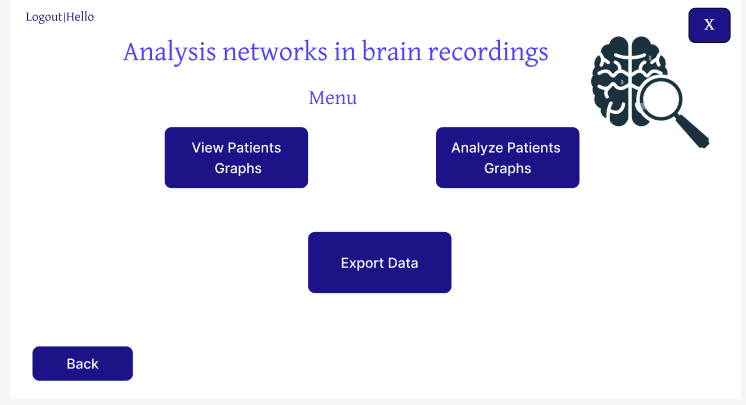 Logout|Hello
X
Analysis networks in brain recordings
Menu
View Patients
Graphs
Analyze Patients
Graphs
Export Data
Back